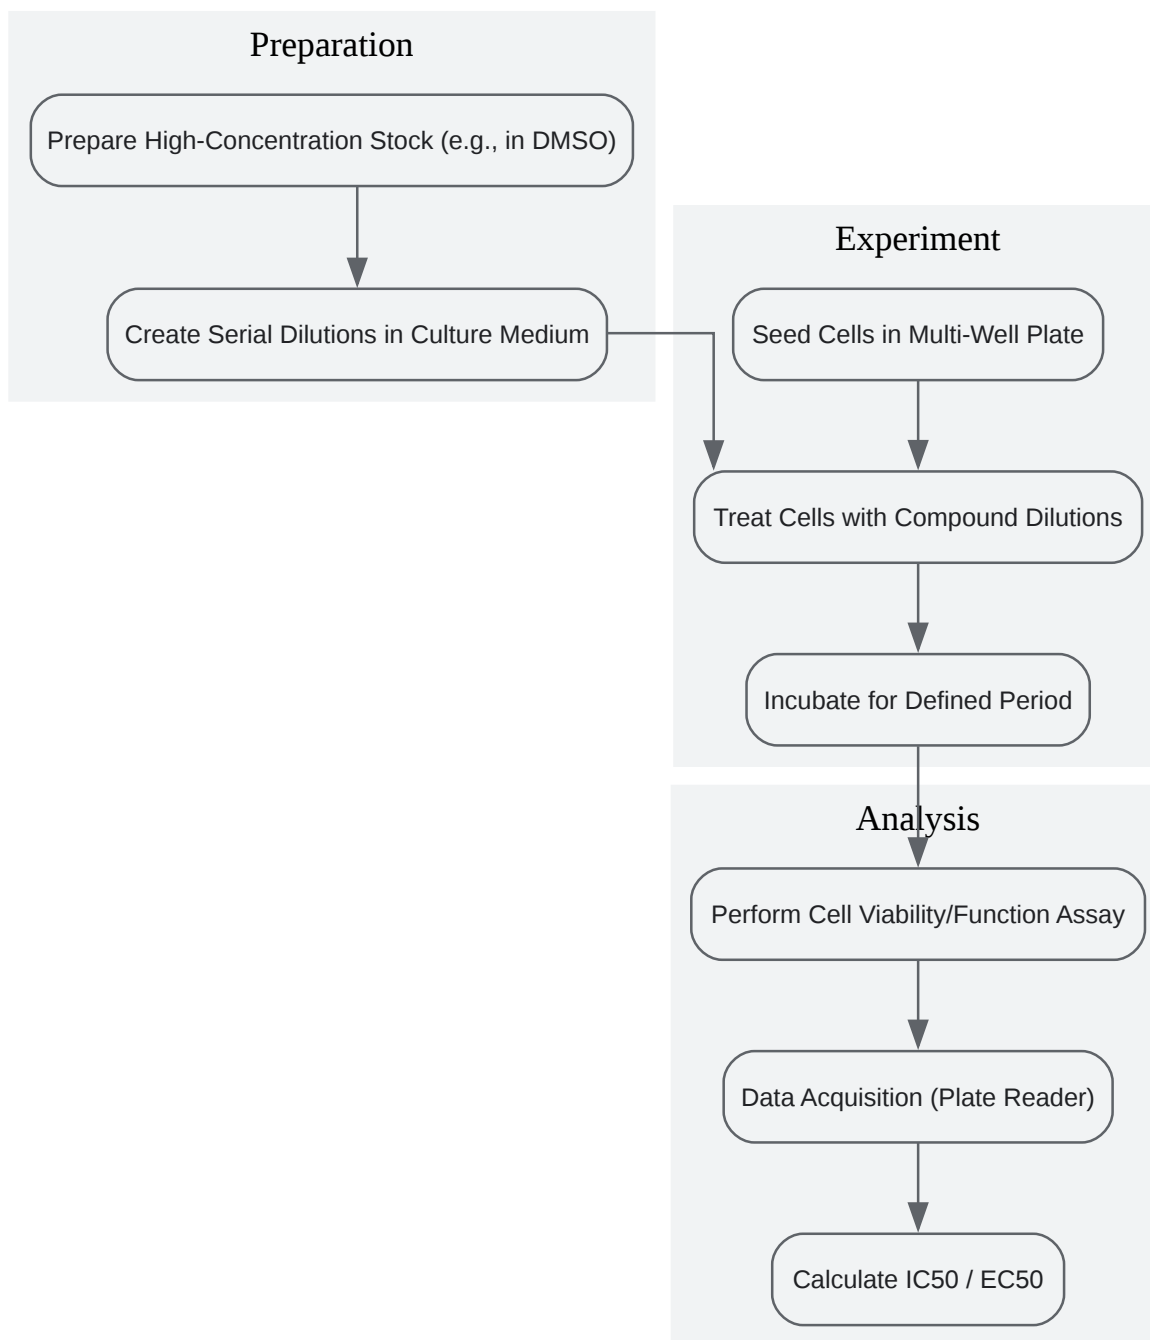 Preparation
Prepare High-Concentration Stock (e.g., in DMSO)
Create Serial Dilutions in Culture Medium
Experiment
Seed Cells in Multi-Well Plate
Treat Cells with Compound Dilutions
Incubate for Defined Period
Analysis
Perform Cell Viability/Function Assay
Data Acquisition (Plate Reader)
Calculate IC50 / EC50